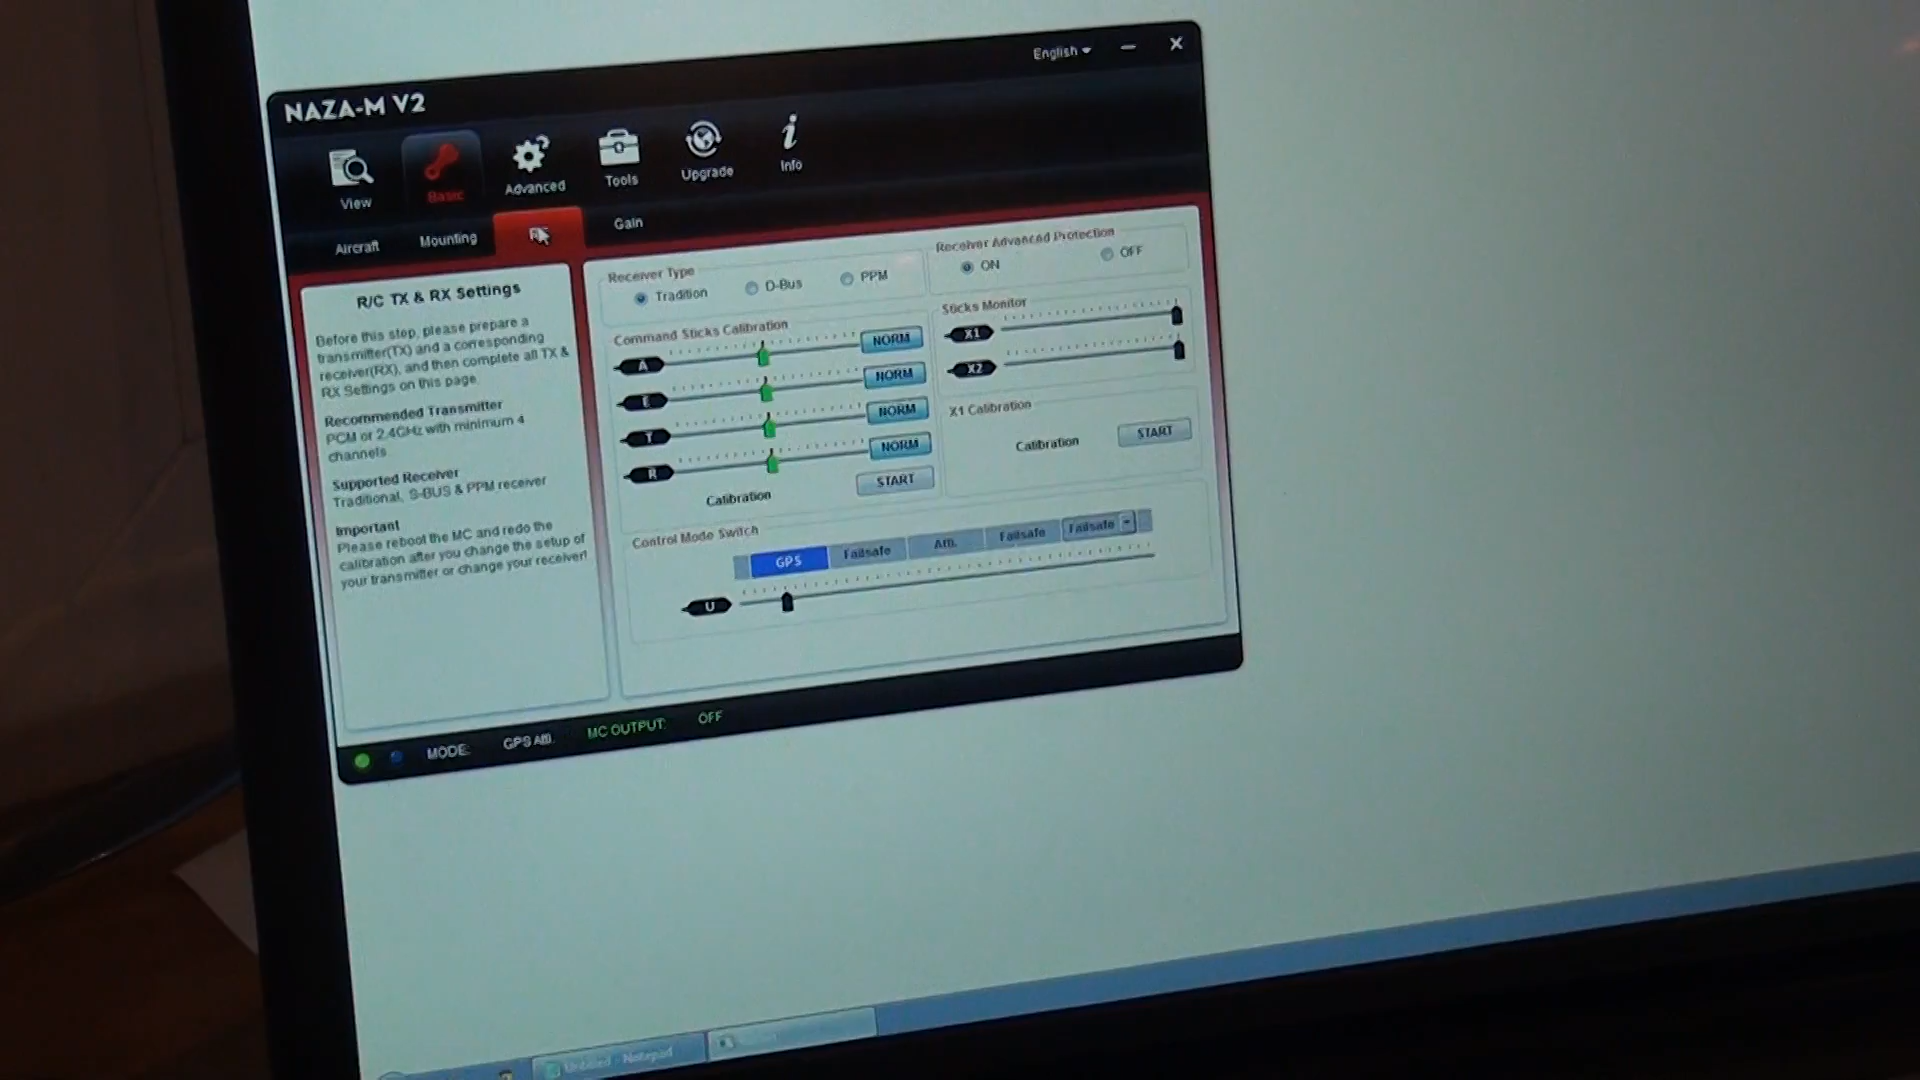 English
NAZA-M V2
View
Basic
Advanced
Tools
Upgrade
Info
Aircraft
Mounting
Gain
R/C TX & RX Settings
Before this step, please prepare a
transmitter(TX) and a corresponding
receiver(RX), and then complete all TX &
RX Settings on this page.
Recommended Transmitter
PCM or 2.4GHz with minimum 4
channels.
Supported Receiver
Traditional, S-BUS & PPM receiver
Important
Please reboot the MC and redo the
calibration after you change the setup of
your transmitter or change your receiver!
Receiver Type
Tradition
D-Bus
PPM
Receiver Advanced Protection
ON
OFF
Command Sticks Calibration
A
NORM
E
NORM
T
NORM
R
NORM
Calibration
START
Sticks Monitor
X1
X2
X1 Calibration
Calibration
START
Control Mode Switch
GPS
Failsafe
Atti.
Failsafe
Failsafe
U
MODE:
GPS Atti.
MC OUTPUT:
OFF
Untitled - Notepad